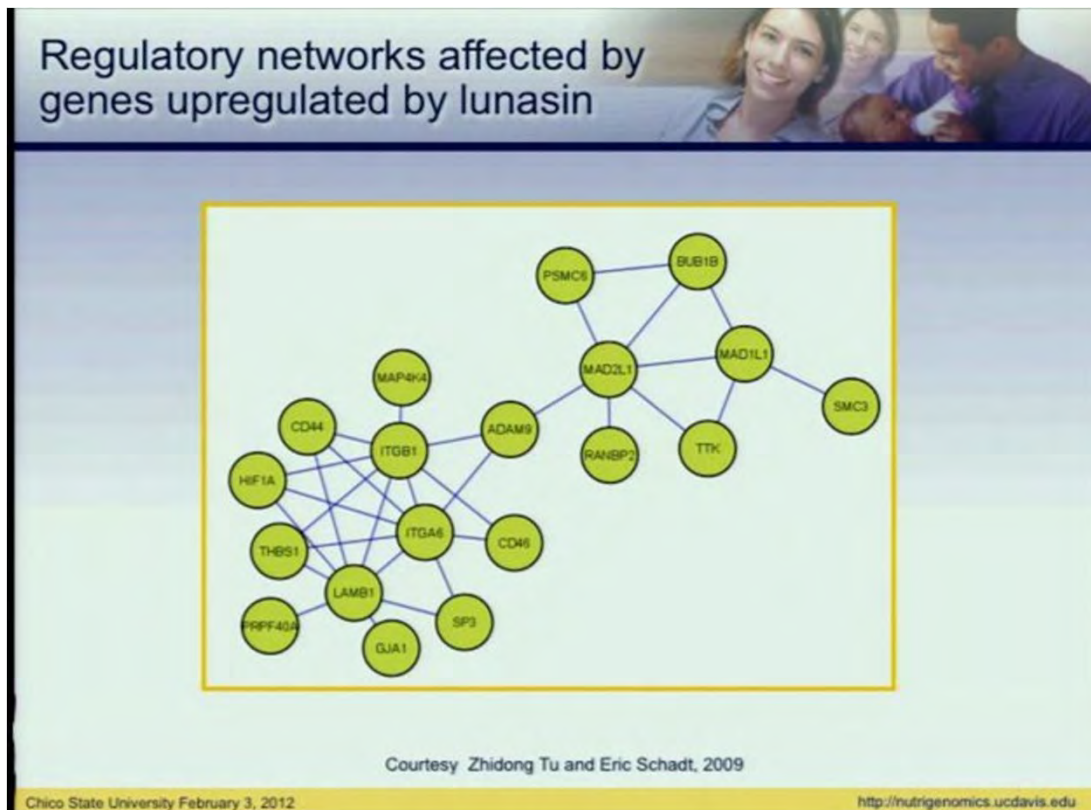 Regulatory networks affected by
genes upregulated by lunasin
PSMC6
BUB1B
MAD2L1
MAD1L1
MAP4K4
SMC3
CD44
ADAM9
ITGB1
RANBP2
TTK
HIF1A
ITGA6
THBS1
CD46
LAMB1
PRPF40A
SP3
GJA1
Courtesy Zhidong Tu and Eric Schadt, 2009
Chico State University February 3, 2012
http://nutrigenomics.ucdavis.edu